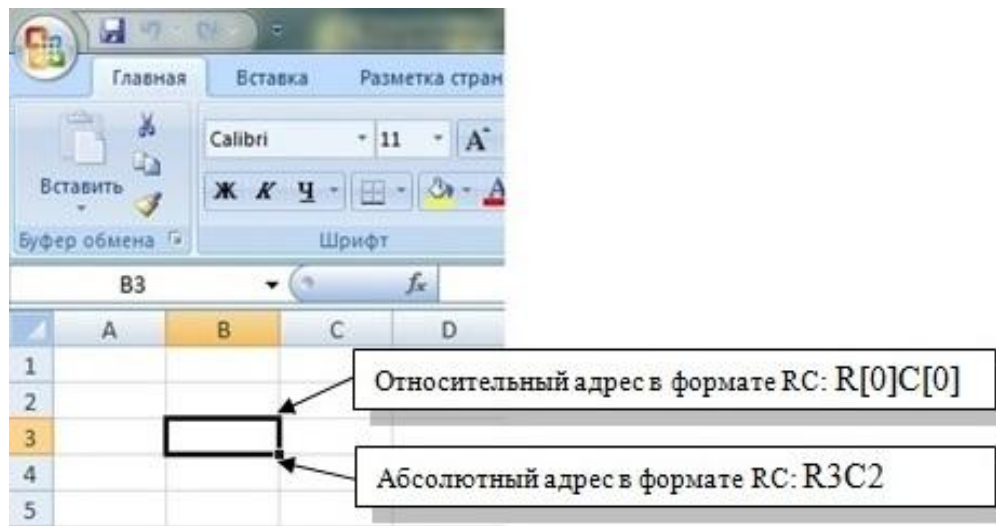 Главная Вставка Разметка стран
Calibri 11 A
Вставить Ж К Ч A
Буфер обмена Шрифт
B3 fx
A B C D
1
2
Относительный адрес в формате RC: R[0]C[0]
3
4
Абсолютный адрес в формате RC: R3C2
5